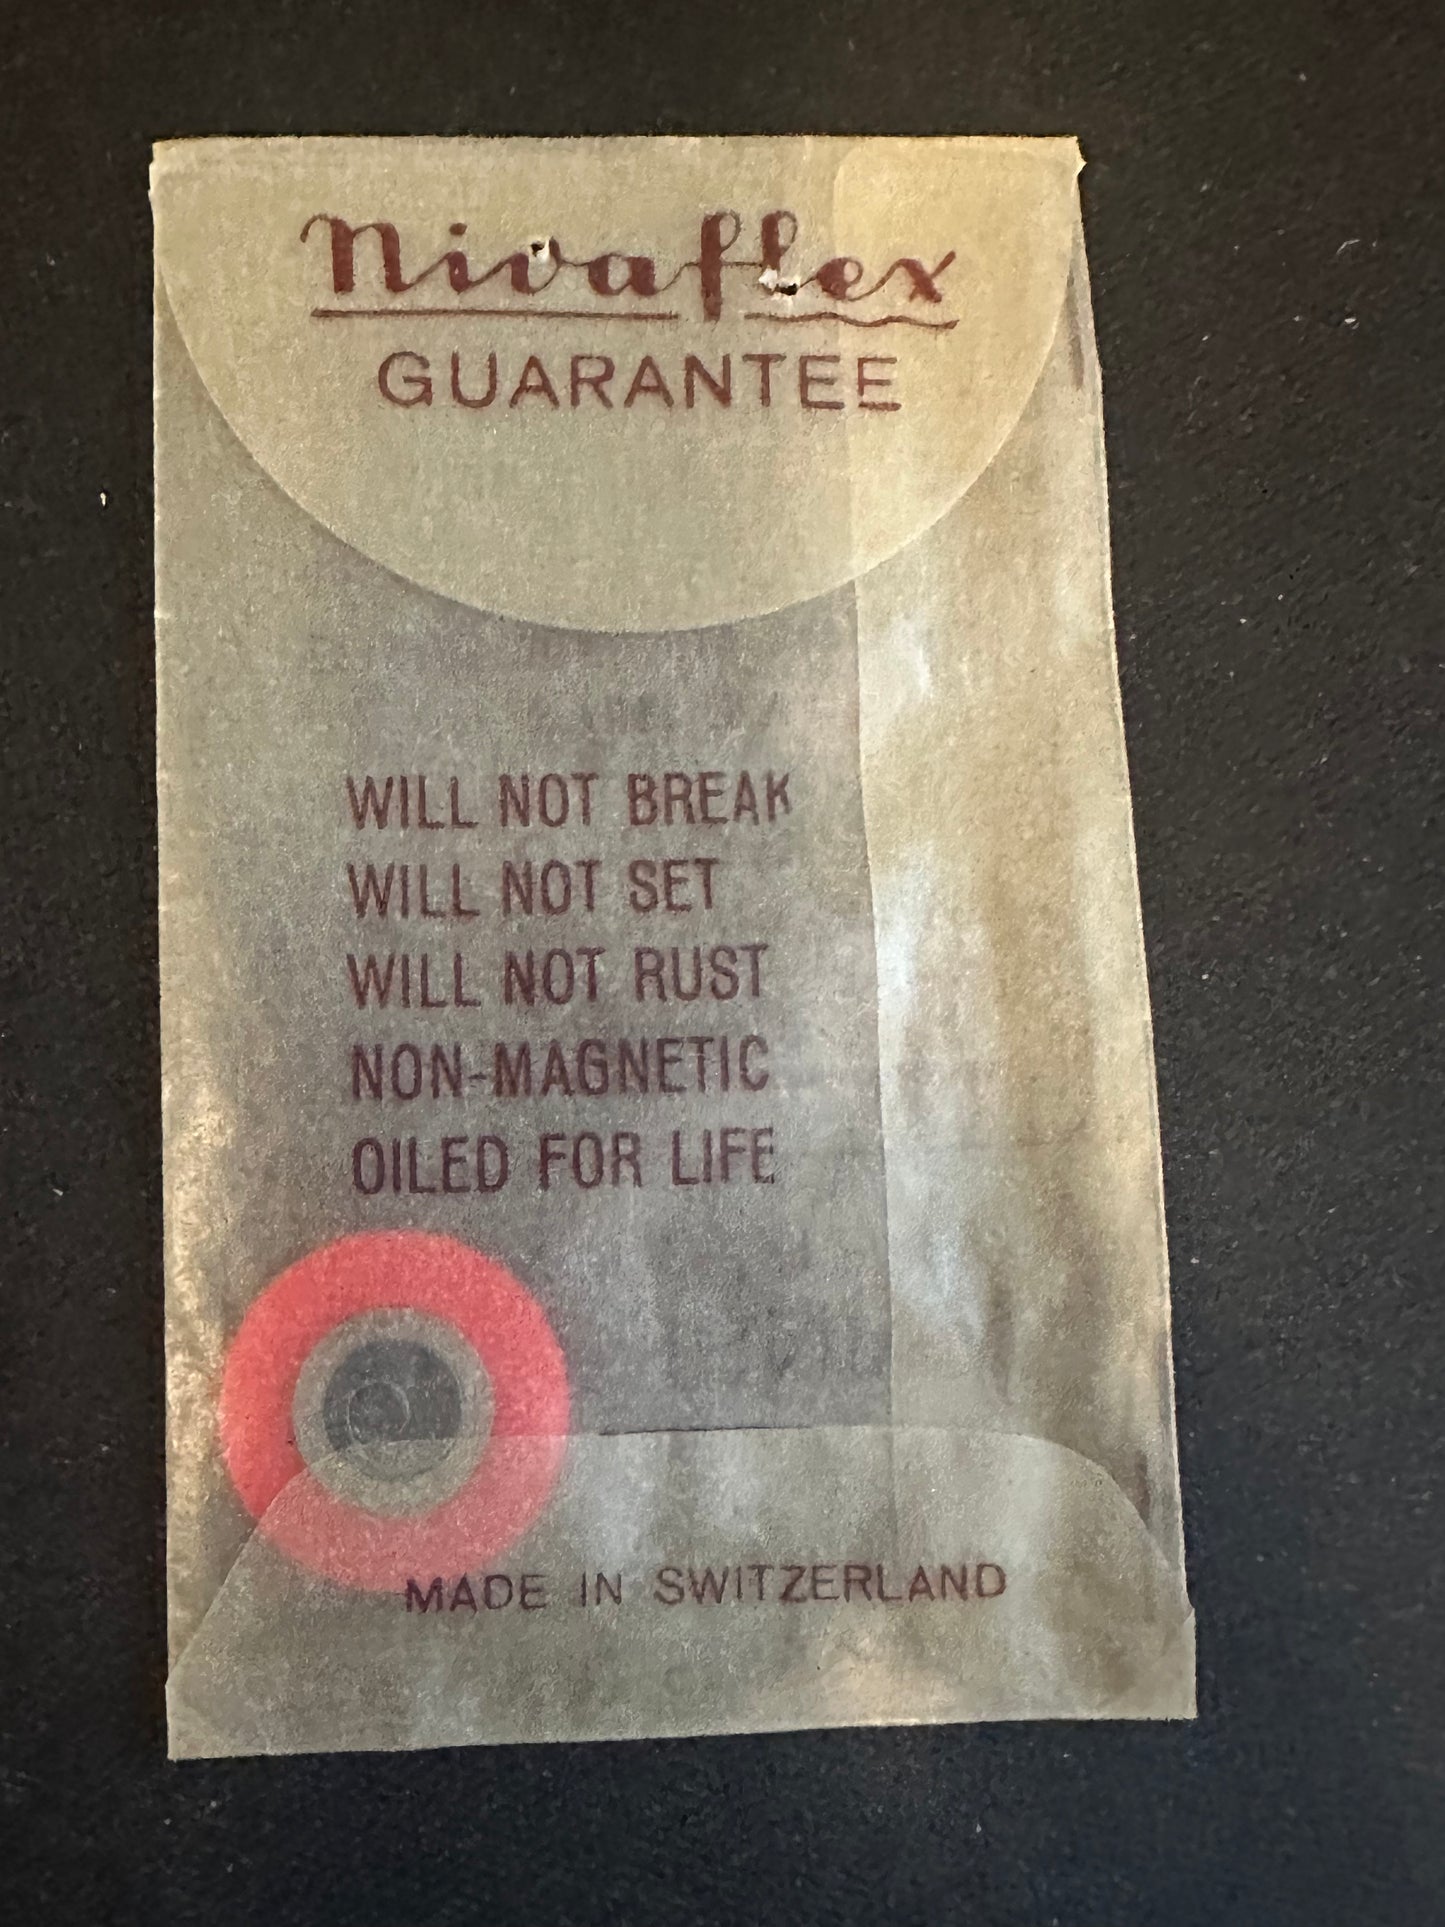 Nivaflex
GUARANTEE
WILL NOT BREAK
WILL NOT SET
WILL NOT RUST
NON-MAGNETIC
OILED FOR LIFE
MADE IN SWITZERLAND